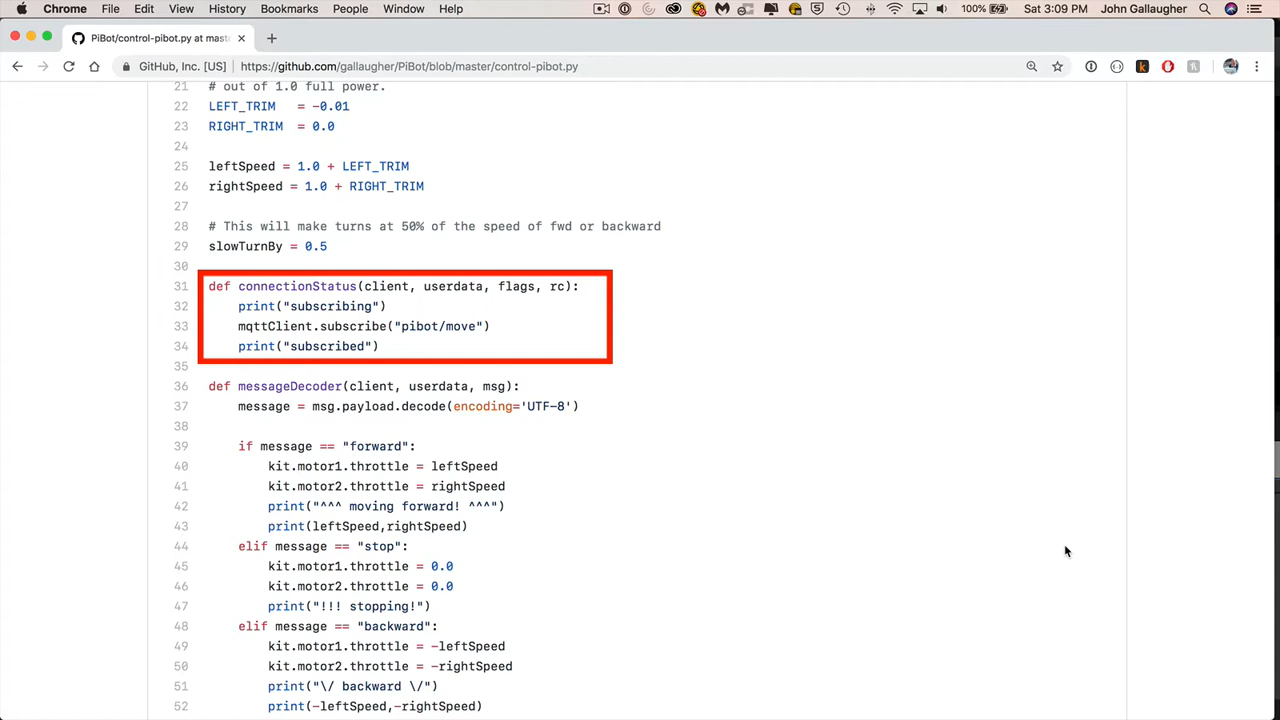 Chrome File Edit View History Bookmarks People Window Help 100% Sat 3:09 PM John Gallaugher
PiBot/control-pibot.py at mast
GitHub, Inc. [US] https://github.com/gallaugher/PiBot/blob/master/control-pibot.py
21 # out of 1.0 full power.
22 LEFT_TRIM = -0.01
23 RIGHT_TRIM = 0.0
24
25 leftSpeed = 1.0 + LEFT_TRIM
26 rightSpeed = 1.0 + RIGHT_TRIM
27
28 # This will make turns at 50% of the speed of fwd or backward
29 slowTurnBy = 0.5
30
31 def connectionStatus(client, userdata, flags, rc):
32 print("subscribing")
33 mqttClient.subscribe("pibot/move")
34 print("subscribed")
35
36 def messageDecoder(client, userdata, msg):
37 message = msg.payload.decode(encoding='UTF-8')
38
39 if message == "forward":
40 kit.motor1.throttle = leftSpeed
41 kit.motor2.throttle = rightSpeed
42 print("^^^ moving forward! ^^^")
43 print(leftSpeed,rightSpeed)
44 elif message == "stop":
45 kit.motor1.throttle = 0.0
46 kit.motor2.throttle = 0.0
47 print("!!! stopping!")
48 elif message == "backward":
49 kit.motor1.throttle = -leftSpeed
50 kit.motor2.throttle = -rightSpeed
51 print("\/ backward \/")
52 print(-leftSpeed,-rightSpeed)